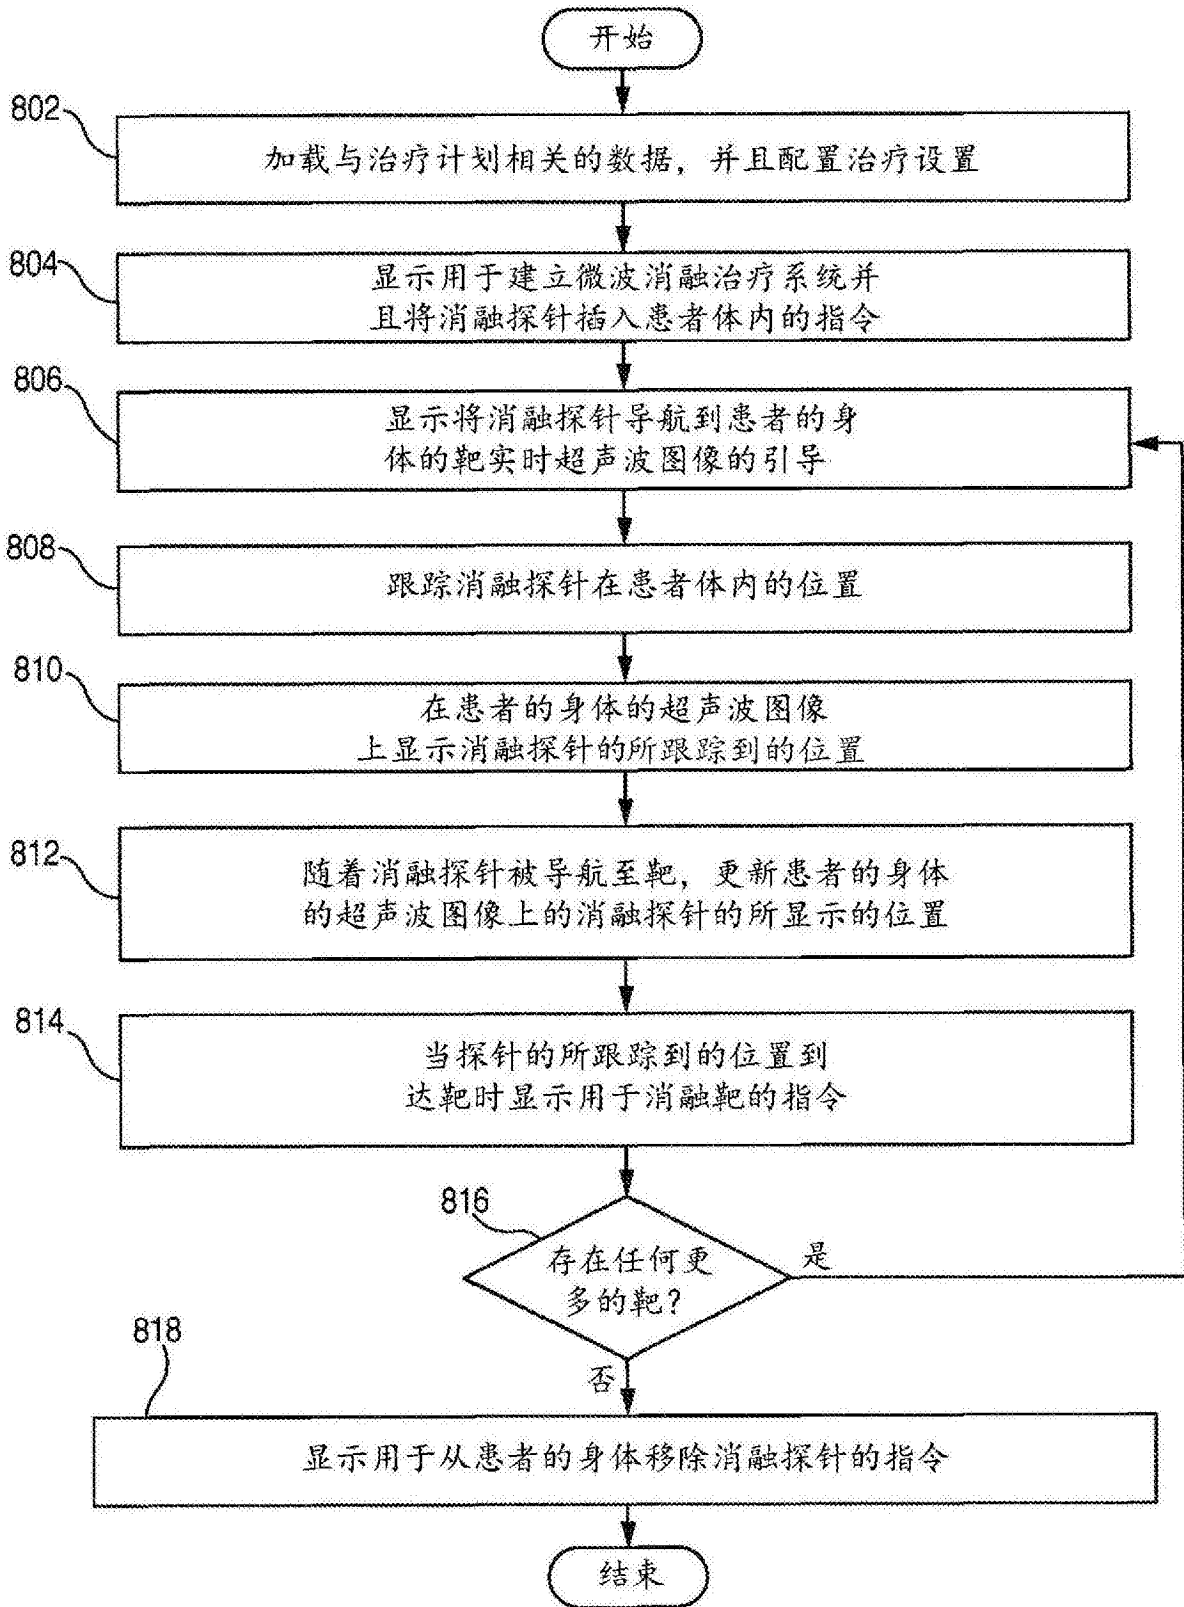 开始
802
加载与治疗计划相关的数据，并且配置治疗设置
804
显示用于建立微波消融治疗系统并
且将消融探针插入患者体内的指令
806
显示将消融探针导航到患者的身
体的靶实时超声波图像的引导
808
跟踪消融探针在患者体内的位置
810
在患者的身体的超声波图像
上显示消融探针的所跟踪到的位置
812
随着消融探针被导航至靶，更新患者的身体
的超声波图像上的消融探针的所显示的位置
814
当探针的所跟踪到的位置到
达靶时显示用于消融靶的指令
816
存在任何更
多的靶？
是
否
818
显示用于从患者的身体移除消融探针的指令
结束